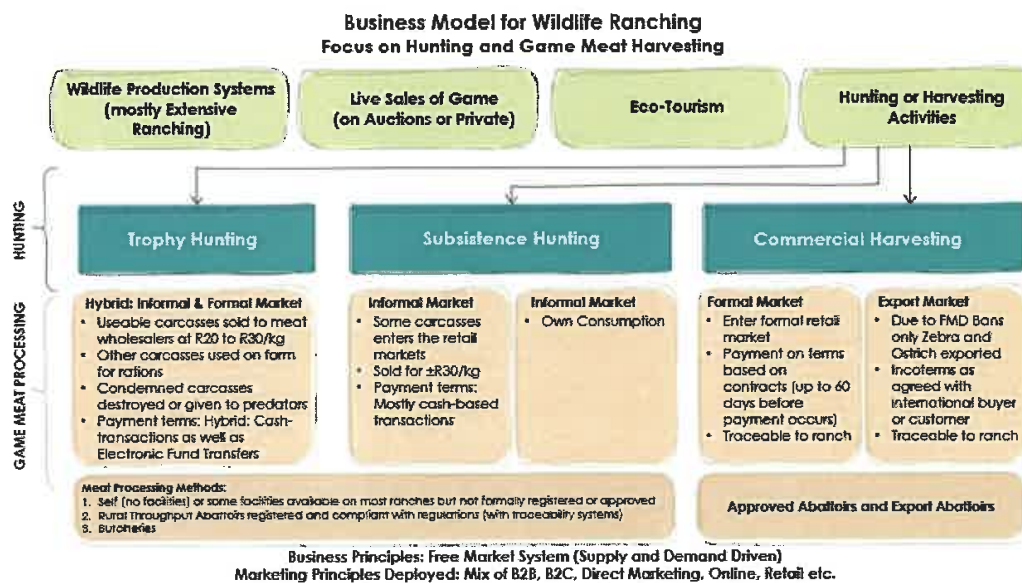 Business Model for Wildlife Ranching
Focus on Hunting and Game Meat Harvesting
Wildlife Production Systems
(mostly Extensive
Ranching)
Live Sales of Game
(on Auctions or Private)
Eco-Tourism
Hunting or Harvesting
Activities
HUNTING
Trophy Hunting
Subsistence Hunting
Commercial Harvesting
GAME MEAT PROCESSING
Hybrid: Informal & Formal Market
• Useable carcasses sold to meat
wholesalers at R20 to R30/kg
• Other carcasses used on farm
for rations
• Condemned carcasses
destroyed or given to predators
• Payment terms: Hybrid: Cash-
transactions as well as
Electronic Fund Transfers
Informal Market
• Some carcasses
enters the retail
markets
• Sold for ±R30/kg
• Payment terms:
Mostly cash-based
transactions
Informal Market
• Own Consumption
Formal Market
• Enter formal retail
market
• Payment on terms
based on
contracts (up to 60
days before
payment occurs)
• Traceable to ranch
Export Market
• Due to FMD Bans
only Zebra and
Ostrich exported
• Incoterms as
agreed with
international buyer
or customer
• Traceable to ranch
Meat Processing Methods:
1. Self (no facilities) or some facilities available on most ranches but not formally registered or approved
2. Rural Throughput Abattoirs registered and compliant with regulations (with traceability systems)
3. Butcheries
Approved Abattoirs and Export Abattoirs
Business Principles: Free Market System (Supply and Demand Driven)
Marketing Principles Deployed: Mix of B2B, B2C, Direct Marketing, Online, Retail etc.